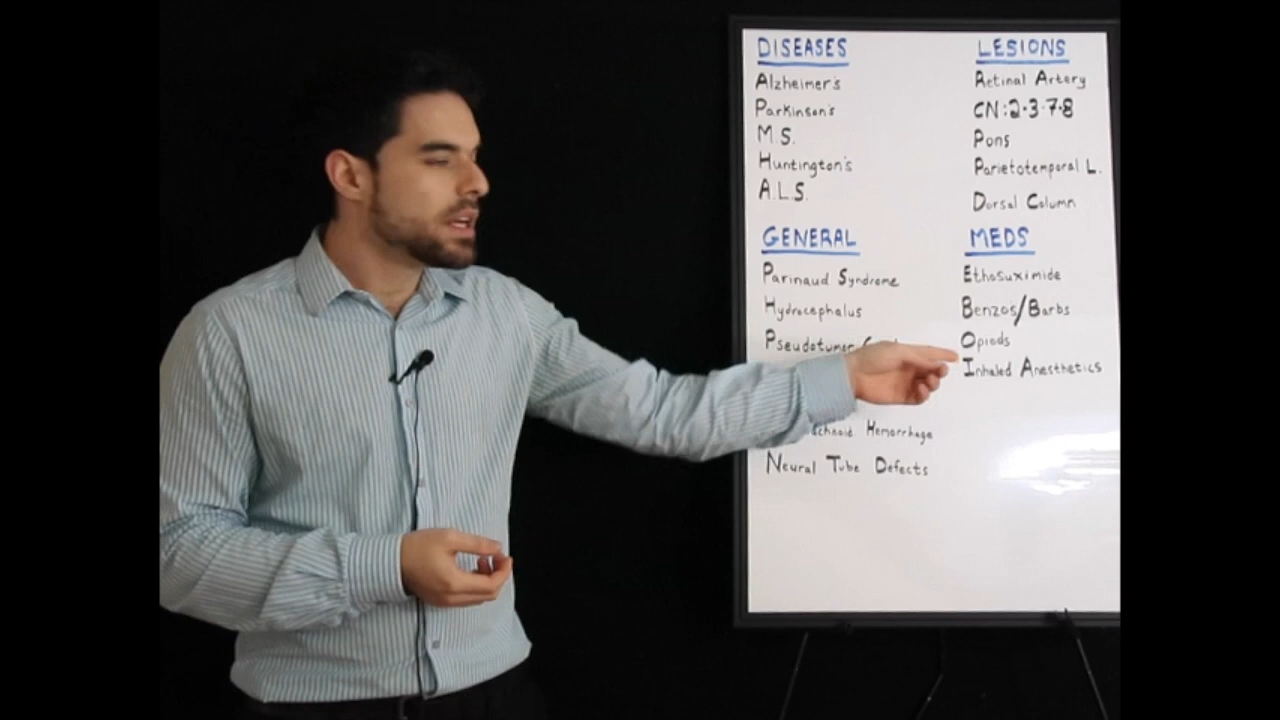 DISEASES
Alzheimer's
Parkinson's
M.S.
Huntington's
A.L.S.
LESIONS
Retinal Artery
CN:2·3·7·8
Pons
Parietotemporal L.
Dorsal Column
GENERAL
Parinaud Syndrome
Hydrocephalus
Pseudotumor
Hemorrhage
Neural Tube Defects
MEDS
Ethosuximide
Benzos/Barbs
Opiods
Inhaled Anesthetics